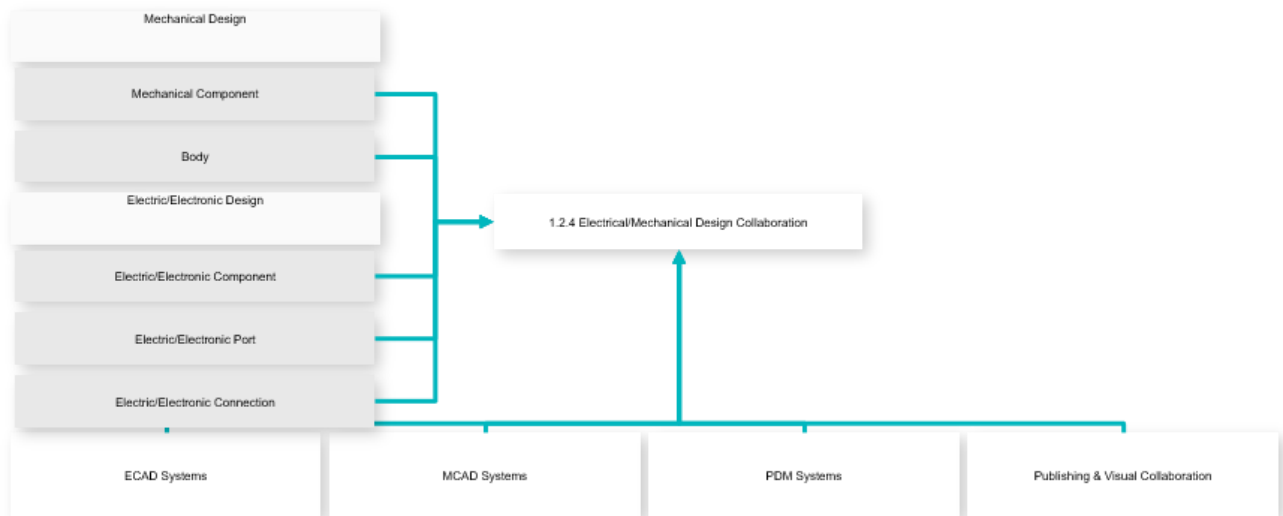 Mechanical Design
Mechanical Component
Body
Electric/Electronic Design
1.2.4 Electrical/Mechanical Design Collaboration
Electric/Electronic Component
Electric/Electronic Port
Electric/Electronic Connection
ECAD Systems
MCAD Systems
PDM Systems
Publishing & Visual Collaboration